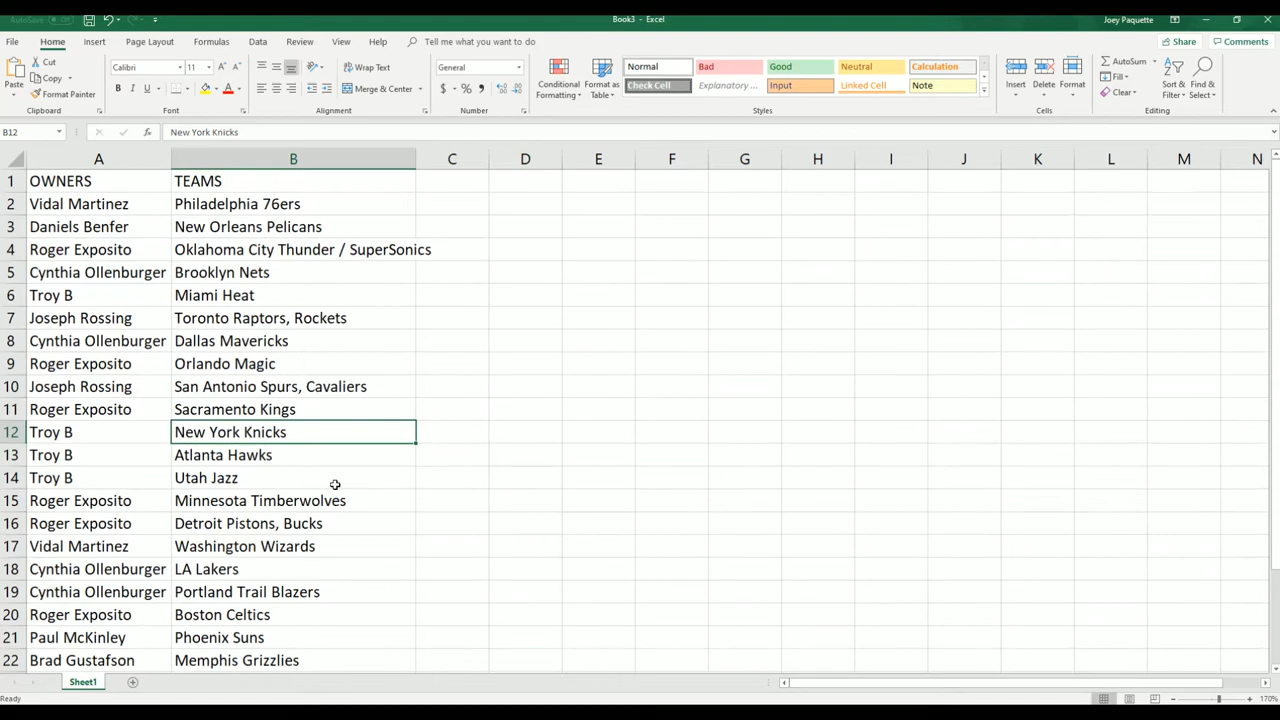 AutoSave Off Book3 - Excel Joey Paquette
File Home Insert Page Layout Formulas Data Review View Help Tell me what you want to do Share Comments
Paste Cut Copy Format Painter Clipboard
Calibri 11 B I U A Font
Wrap Text Merge & Center Alignment
General $ % Number
Conditional Formatting Format as Table Normal Bad Good Neutral Calculation
Check Cell Explanatory ... Input Linked Cell Note Styles
Insert Delete Format Cells
AutoSum Fill Clear Sort & Filter Find & Select Editing
B12 fx New York Knicks
A B C D E F G H I J K L M N
1 OWNERS TEAMS
2 Vidal Martinez Philadelphia 76ers
3 Daniels Benfer New Orleans Pelicans
4 Roger Exposito Oklahoma City Thunder / SuperSonics
5 Cynthia Ollenburger Brooklyn Nets
6 Troy B Miami Heat
7 Joseph Rossing Toronto Raptors, Rockets
8 Cynthia Ollenburger Dallas Mavericks
9 Roger Exposito Orlando Magic
10 Joseph Rossing San Antonio Spurs, Cavaliers
11 Roger Exposito Sacramento Kings
12 Troy B New York Knicks
13 Troy B Atlanta Hawks
14 Troy B Utah Jazz
15 Roger Exposito Minnesota Timberwolves
16 Roger Exposito Detroit Pistons, Bucks
17 Vidal Martinez Washington Wizards
18 Cynthia Ollenburger LA Lakers
19 Cynthia Ollenburger Portland Trail Blazers
20 Roger Exposito Boston Celtics
21 Paul McKinley Phoenix Suns
22 Brad Gustafson Memphis Grizzlies
Sheet1
Ready 170%